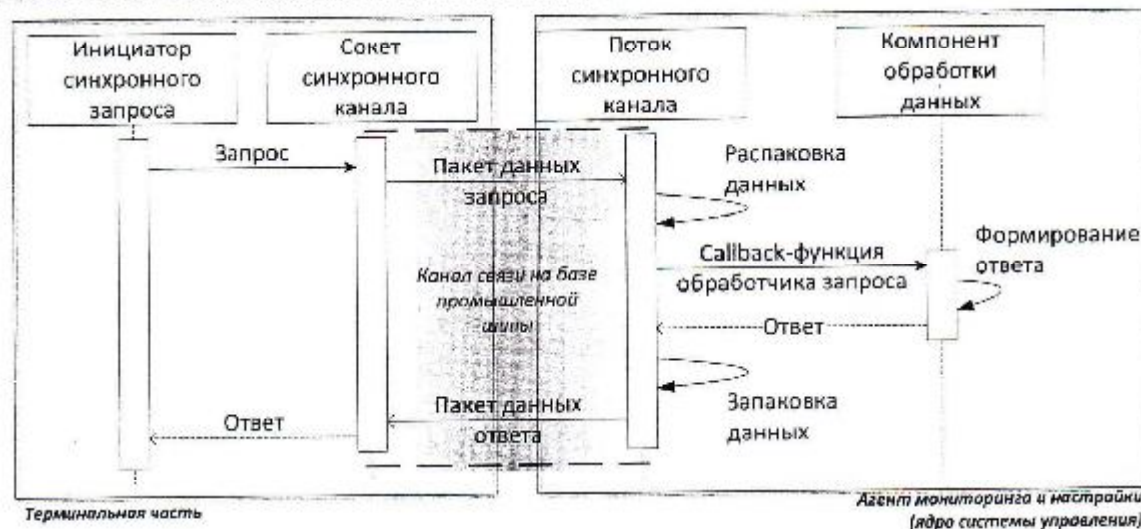 Инициатор
синхронного
запроса
Сокет
синхронного
канала
Поток
синхронного
канала
Компонент
обработки
данных
Запрос
Пакет данных
запроса
Распаковка
данных
Callback-функция
обработчика запроса
Формирование
ответа
Канал связи на базе
промышленной
шины
Ответ
Запаковка
данных
Пакет данных
ответа
Ответ
Терминальная часть
Агент мониторинга и настройки
(ядро системы управления)